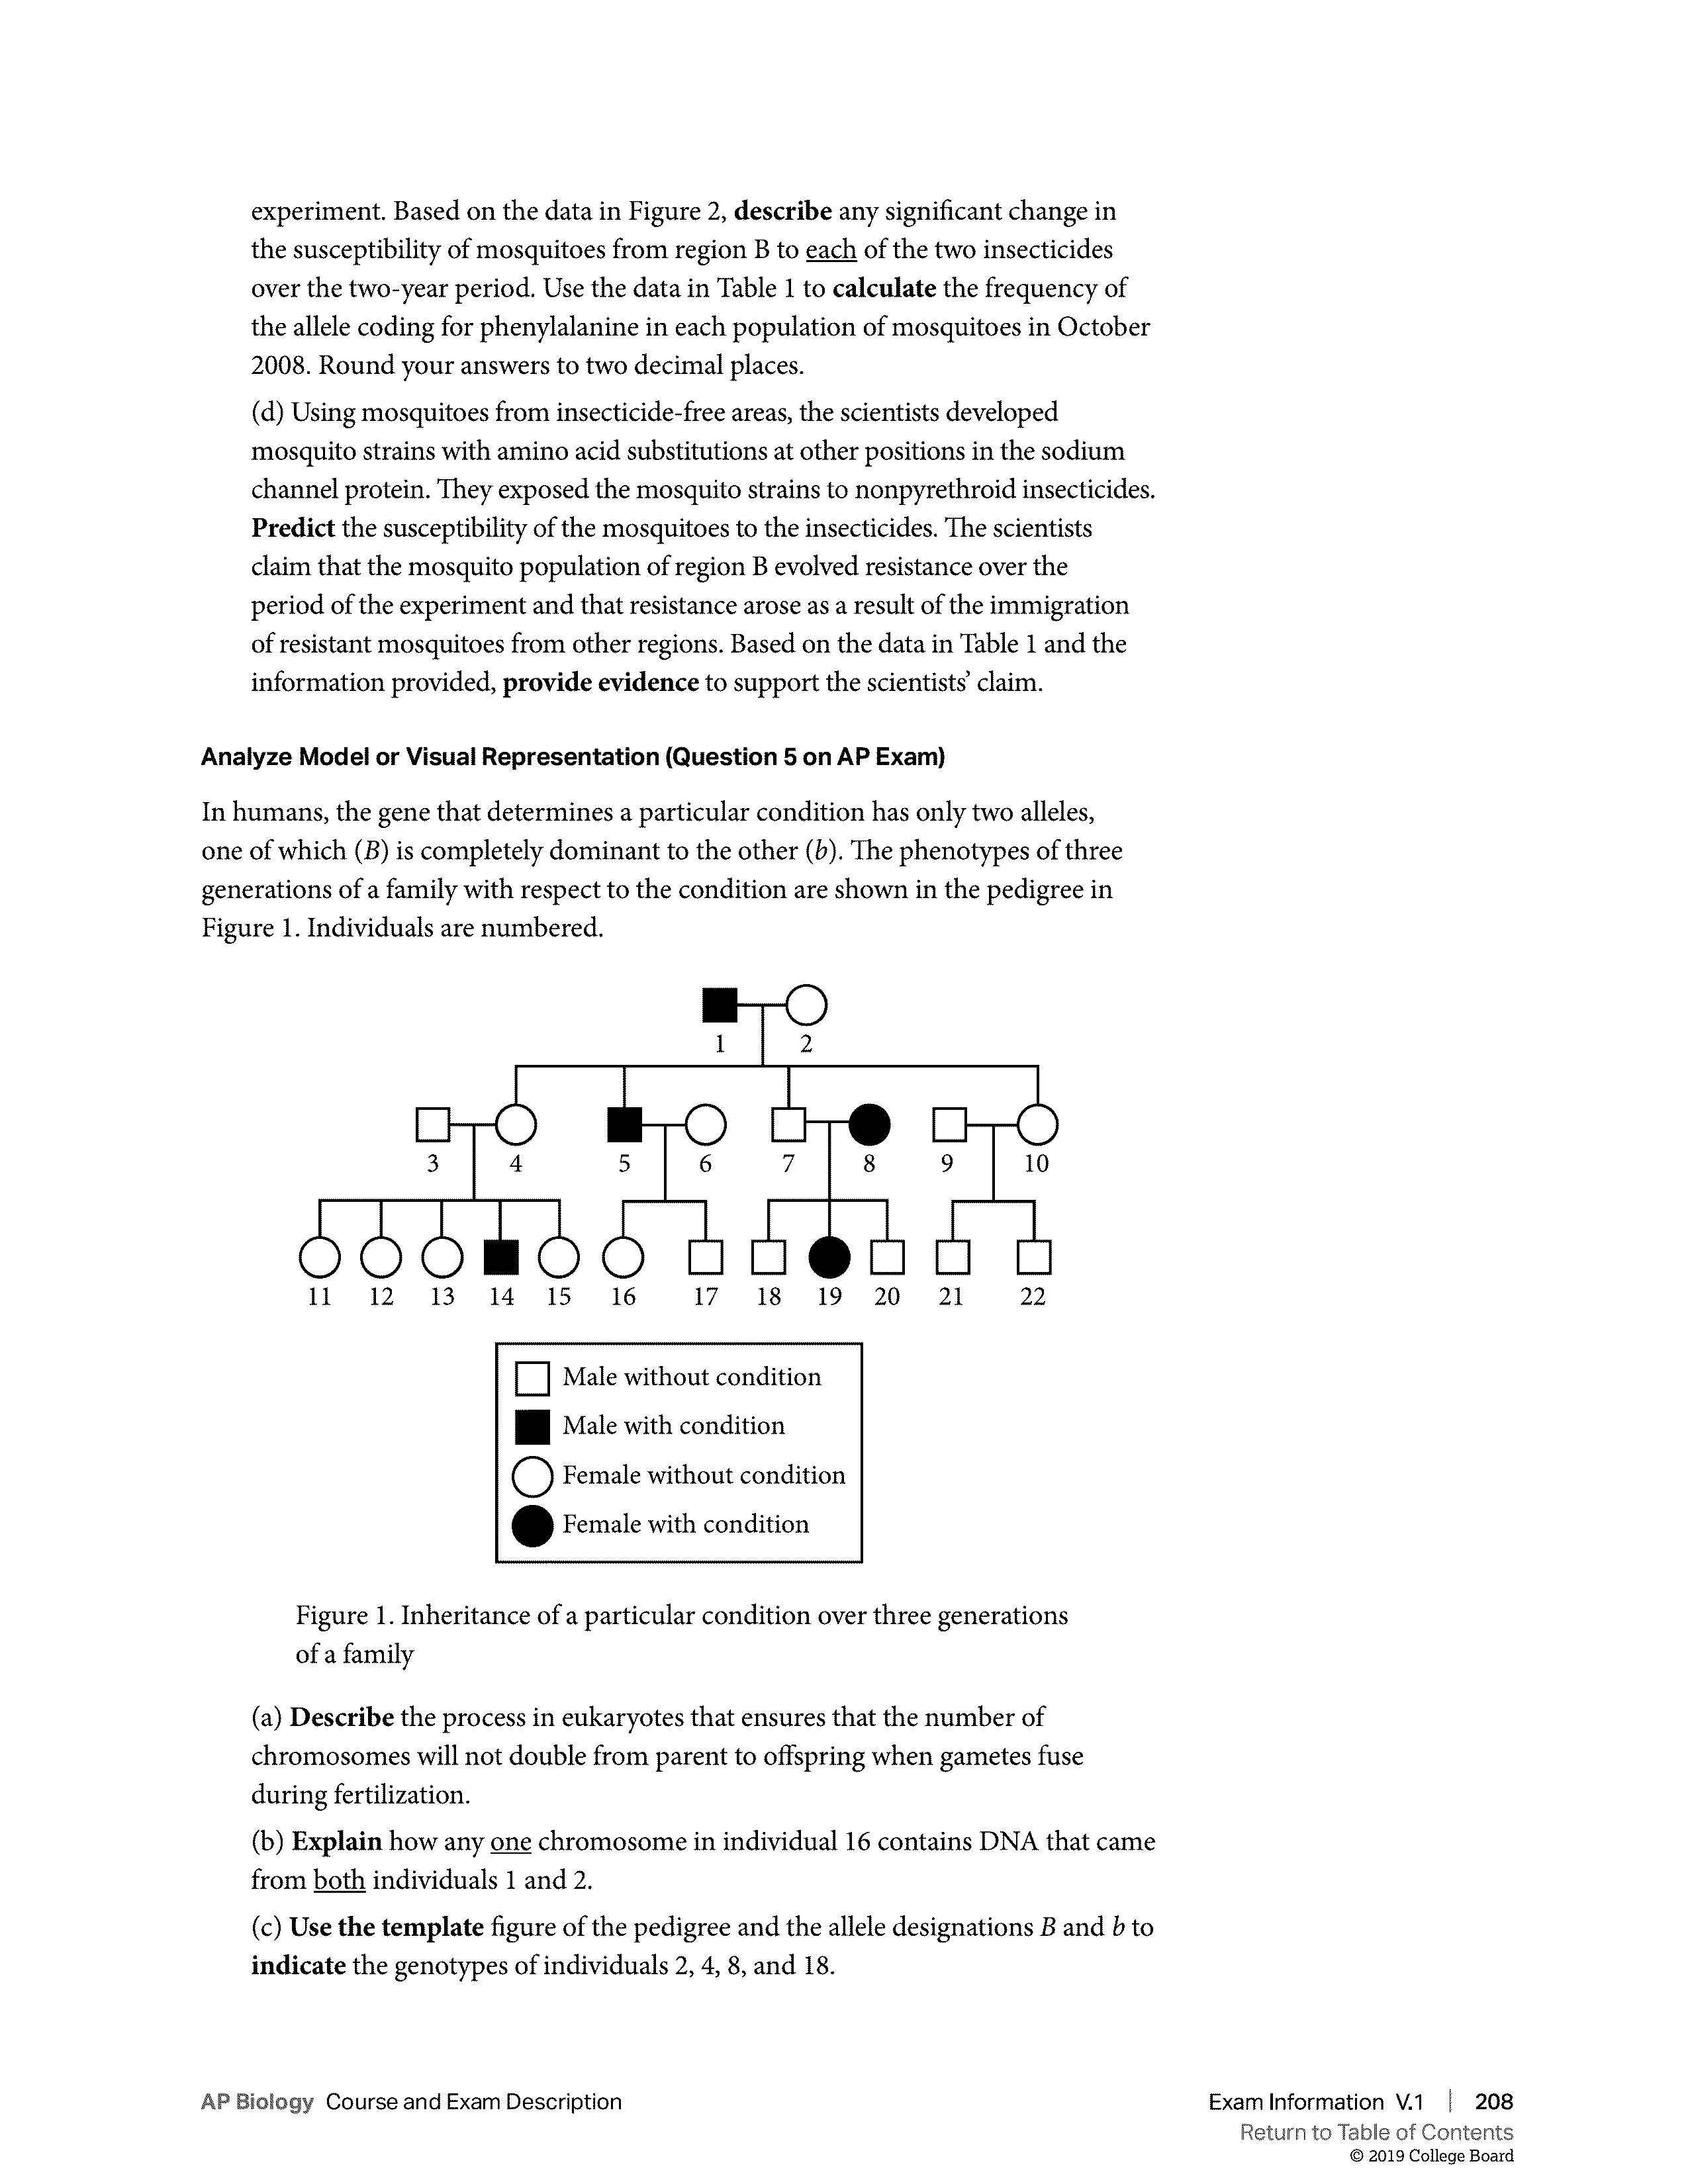 experiment. Based on the data in Figure 2, describe any significant change in
the susceptibility of mosquitoes from region B to each of the two insecticides
over the two-year period. Use the data in Table 1 to calculate the frequency of
the allele coding for phenylalanine in each population of mosquitoes in October
2008. Round your answers to two decimal places.
(d) Using mosquitoes from insecticide-free areas, the scientists developed
mosquito strains with amino acid substitutions at other positions in the sodium
channel protein. They exposed the mosquito strains to nonpyrethroid insecticides.
Predict the susceptibility of the mosquitoes to the insecticides. The scientists
claim that the mosquito population of region B evolved resistance over the
period of the experiment and that resistance arose as a result of the immigration
of resistant mosquitoes from other regions. Based on the data in Table 1 and the
information provided, provide evidence to support the scientists’ claim.
Analyze Model or Visual Representation (Question 5 on AP Exam)
In humans, the gene that determines a particular condition has only two alleles,
one of which (B) is completely dominant to the other (b). The phenotypes of three
generations of a family with respect to the condition are shown in the pedigree in
Figure 1. Individuals are numbered.
1 2
3 4 5 6 7 8 9 10
11 12 13 14 15 16 17 18 19 20 21 22
Male without condition
Male with condition
Female without condition
Female with condition
Figure 1. Inheritance of a particular condition over three generations
of a family
(a) Describe the process in eukaryotes that ensures that the number of
chromosomes will not double from parent to offspring when gametes fuse
during fertilization.
(b) Explain how any one chromosome in individual 16 contains DNA that came
from both individuals 1 and 2.
(c) Use the template figure of the pedigree and the allele designations B and b to
indicate the genotypes of individuals 2, 4, 8, and 18.
AP Biology Course and Exam Description
Exam Information V.1 | 208
Return to Table of Contents
© 2019 College Board